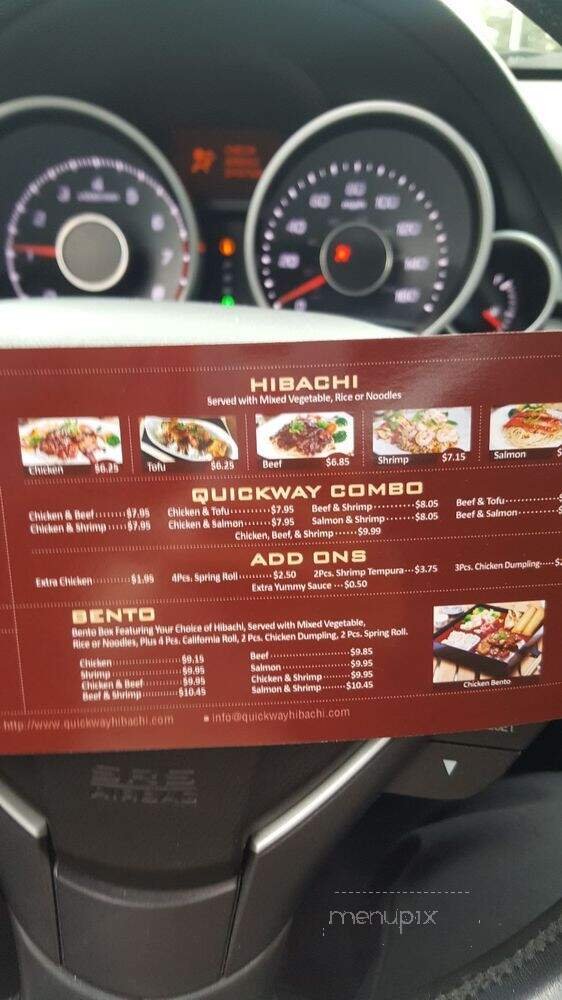 HIBACHI
Served with Mixed Vegetable, Rice or Noodles
Chicken $6.25 Tofu $6.25 Beef $6.85 Shrimp $7.15 Salmon
QUICKWAY COMBO
Chicken & Beef $7.95 Chicken & Tofu $7.95 Beef & Shrimp $8.05 Beef & Tofu
Chicken & Shrimp $7.95 Chicken & Salmon $7.95 Salmon & Shrimp $8.05 Beef & Salmon
Chicken, Beef, & Shrimp $9.99
ADD ONS
Extra Chicken $1.95 4Pcs. Spring Roll $2.50 2Pcs. Shrimp Tempura $3.75 3Pcs. Chicken Dumpling
Extra Yummy Sauce $0.50
BENTO
Bento Box Featuring Your Choice of Hibachi, Served with Mixed Vegetable,
Rice or Noodles, Plus 4 Pcs. California Roll, 2 Pcs. Chicken Dumpling, 2 Pcs. Spring Roll.
Chicken $9.15 Beef $9.85
Shrimp $9.95 Salmon $9.95
Chicken & Beef $9.95 Chicken & Shrimp $9.95
Beef & Shrimp $10.45 Salmon & Shrimp $10.45
Chicken Bento
http://www.quickwayhibachi.com info@quickwayhibachi.com
SRS
AIRBAG
menupix